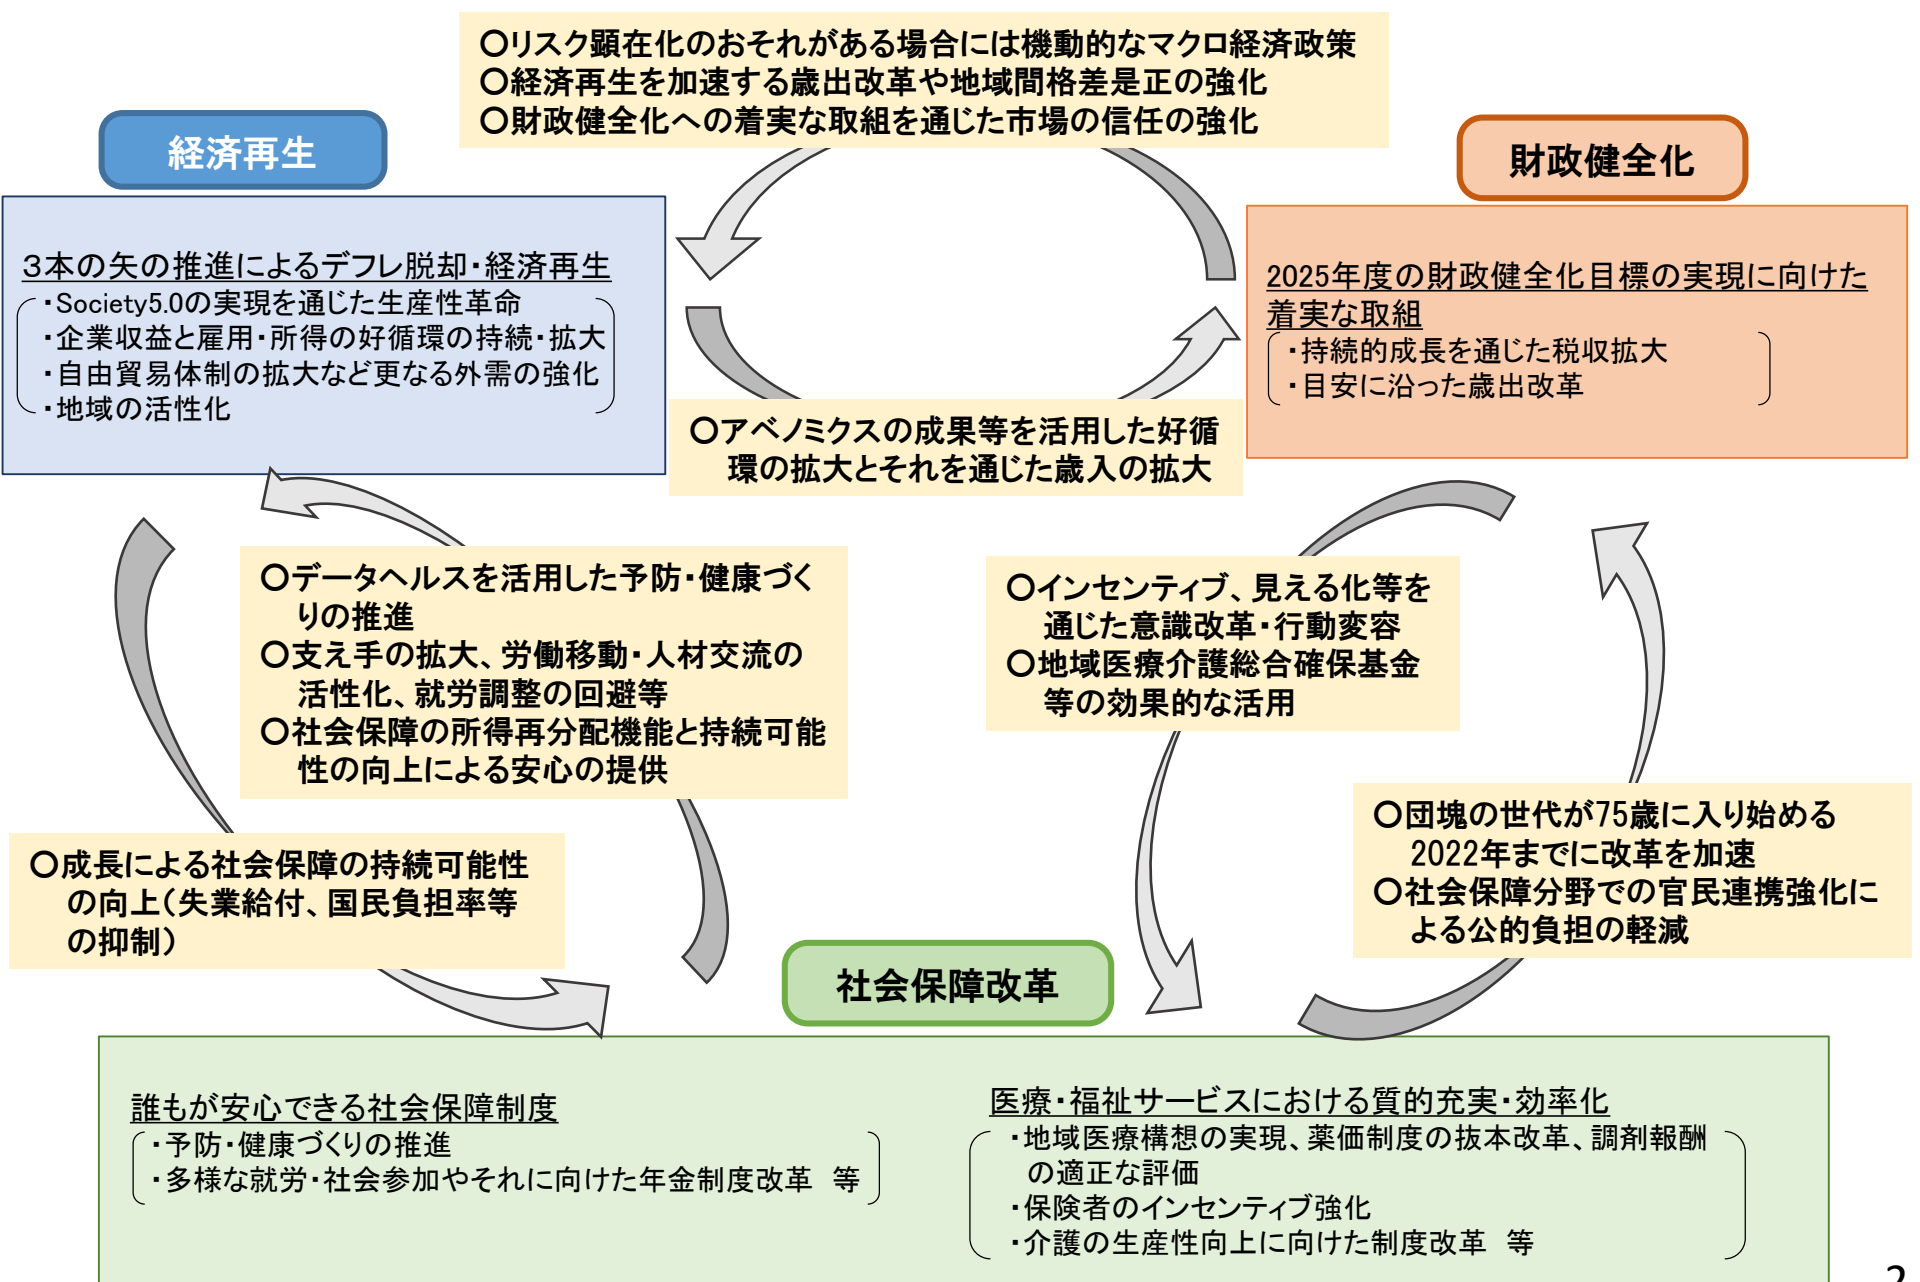 ○リスク顕在化のおそれがある場合には機動的なマクロ経済政策
○経済再生を加速する歳出改革や地域間格差是正の強化
○財政健全化への着実な取組を通じた市場の信任の強化
経済再生
財政健全化
3本の矢の推進によるデフレ脱却・経済再生
・Society5.0の実現を通じた生産性革命
・企業収益と雇用・所得の好循環の持続・拡大
・自由貿易体制の拡大など更なる外需の強化
・地域の活性化
2025年度の財政健全化目標の実現に向けた
着実な取組
・持続的成長を通じた税収拡大
・目安に沿った歳出改革
○アベノミクスの成果等を活用した好循
環の拡大とそれを通じた歳入の拡大
○データヘルスを活用した予防・健康づく
りの推進
○支え手の拡大、労働移動・人材交流の
活性化、就労調整の回避等
○社会保障の所得再分配機能と持続可能
性の向上による安心の提供
○インセンティブ、見える化等を
通じた意識改革・行動変容
○地域医療介護総合確保基金
等の効果的な活用
○成長による社会保障の持続可能性
の向上（失業給付、国民負担率等
の抑制）
○団塊の世代が75歳に入り始める
2022年までに改革を加速
○社会保障分野での官民連携強化に
よる公的負担の軽減
社会保障改革
誰もが安心できる社会保障制度
・予防・健康づくりの推進
・多様な就労・社会参加やそれに向けた年金制度改革　等
医療・福祉サービスにおける質的充実・効率化
・地域医療構想の実現、薬価制度の抜本改革、調剤報酬
の適正な評価
・保険者のインセンティブ強化
・介護の生産性向上に向けた制度改革　等
2